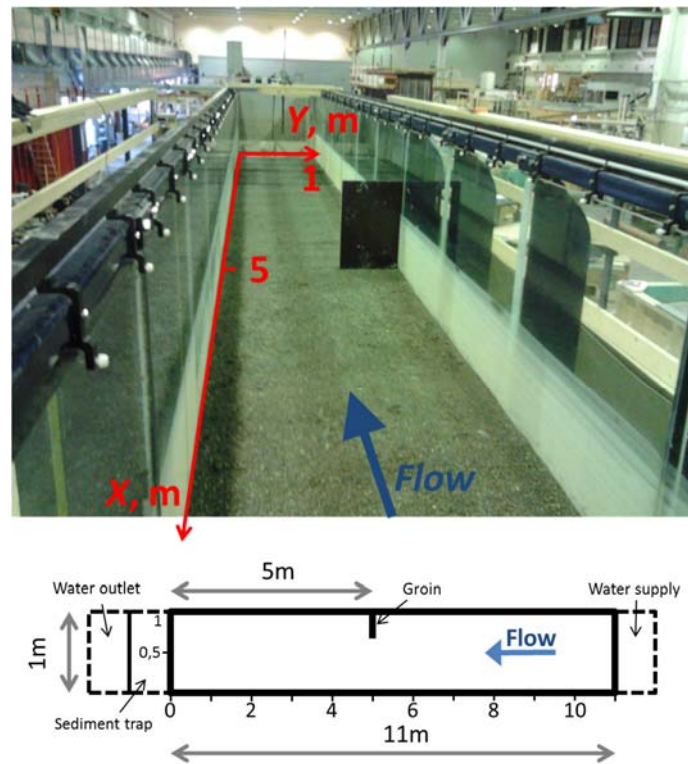 Y, m
1
5
X, m
Flow
5m
Water outlet
Groin
Water supply
1m
1
0,5
Flow
Sediment trap
0
2
4
6
8
10
11m